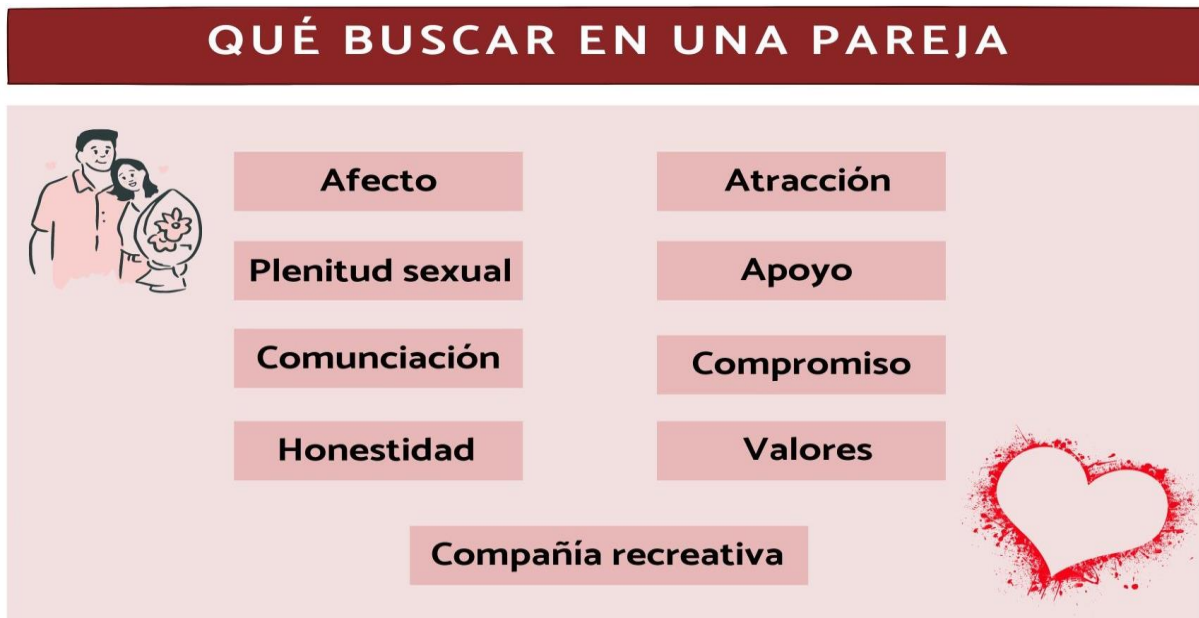 QUÉ BUSCAR EN UNA PAREJA
Afecto
Atracción
Plenitud sexual
Apoyo
Comunciación
Compromiso
Honestidad
Valores
Compañía recreativa